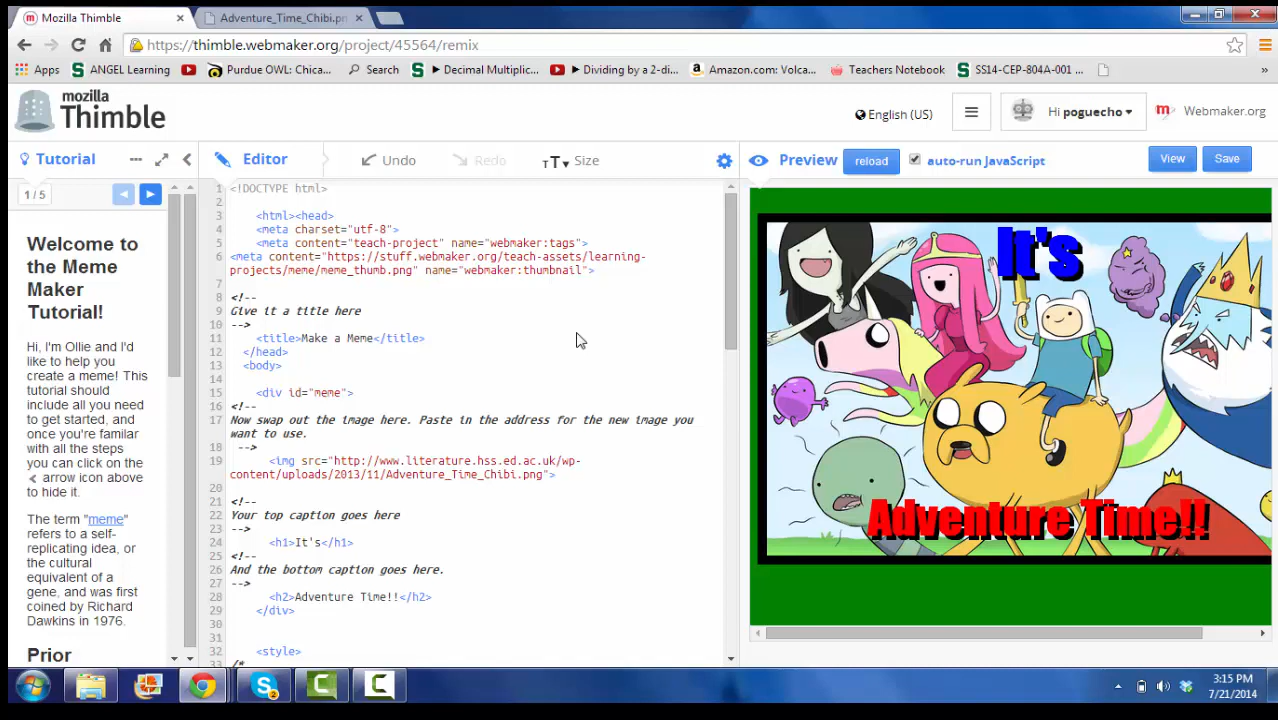 Mozilla Thimble
Adventure_Time_Chibi.pn
https://thimble.webmaker.org/project/45564/remix
Apps
ANGEL Learning
Purdue OWL: Chica...
Search
► Decimal Multiplic...
► Dividing by a 2-di...
Amazon.com: Volca...
Teachers Notebook
SS14-CEP-804A-001 ...
»
mozilla
Thimble
English (US)
Hi poguecho
Webmaker.org
Tutorial
Editor
Undo
Redo
TT Size
Preview
reload
auto-run JavaScript
View
Save
1 / 5
Welcome to
the Meme
Maker
Tutorial!
Hi, I'm Ollie and I'd
like to help you
create a meme! This
tutorial should
include all you need
to get started, and
once you're familar
with all the steps
you can click on the
< arrow icon above
to hide it.
The term "meme"
refers to a self-
replicating idea, or
the cultural
equivalent of a
gene, and was first
coined by Richard
Dawkins in 1976.
Prior
1 <!DOCTYPE html>
2
3 <html><head>
4 <meta charset="utf-8">
5 <meta content="teach-project" name="webmaker:tags">
6 <meta content="https://stuff.webmaker.org/teach-assets/learning-
projects/meme/meme_thumb.png" name="webmaker:thumbnail">
7
8 <!--
9 Give it a title here
10 -->
11 <title>Make a Meme</title>
12 </head>
13 <body>
14
15 <div id="meme">
16 <!--
17 Now swap out the image here. Paste in the address for the new image you
want to use.
18 -->
19 <img src="http://www.literature.hss.ed.ac.uk/wp-
content/uploads/2013/11/Adventure_Time_Chibi.png">
20
21 <!--
22 Your top caption goes here
23 -->
24 <h1>It's</h1>
25 <!--
26 And the bottom caption goes here.
27 -->
28 <h2>Adventure Time!!</h2>
29 </div>
30
31
32 <style>
33 /*
It's
Adventure Time!!
2
3:15 PM
7/21/2014